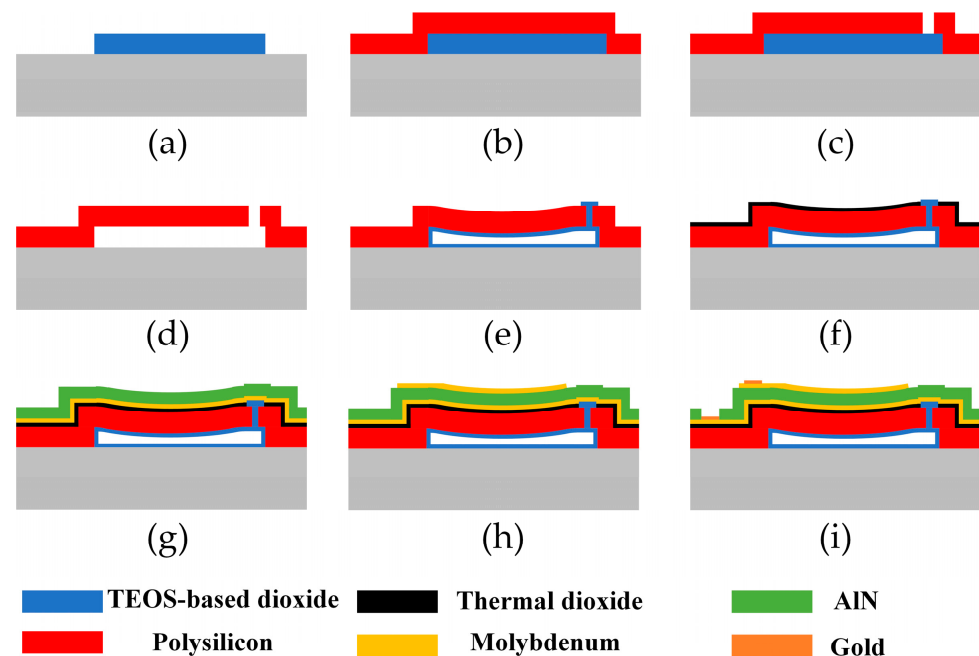 (a) (b) (c)
(d) (e) (f)
(g) (h) (i)
TEOS-based dioxide Thermal dioxide AlN
Polysilicon Molybdenum Gold